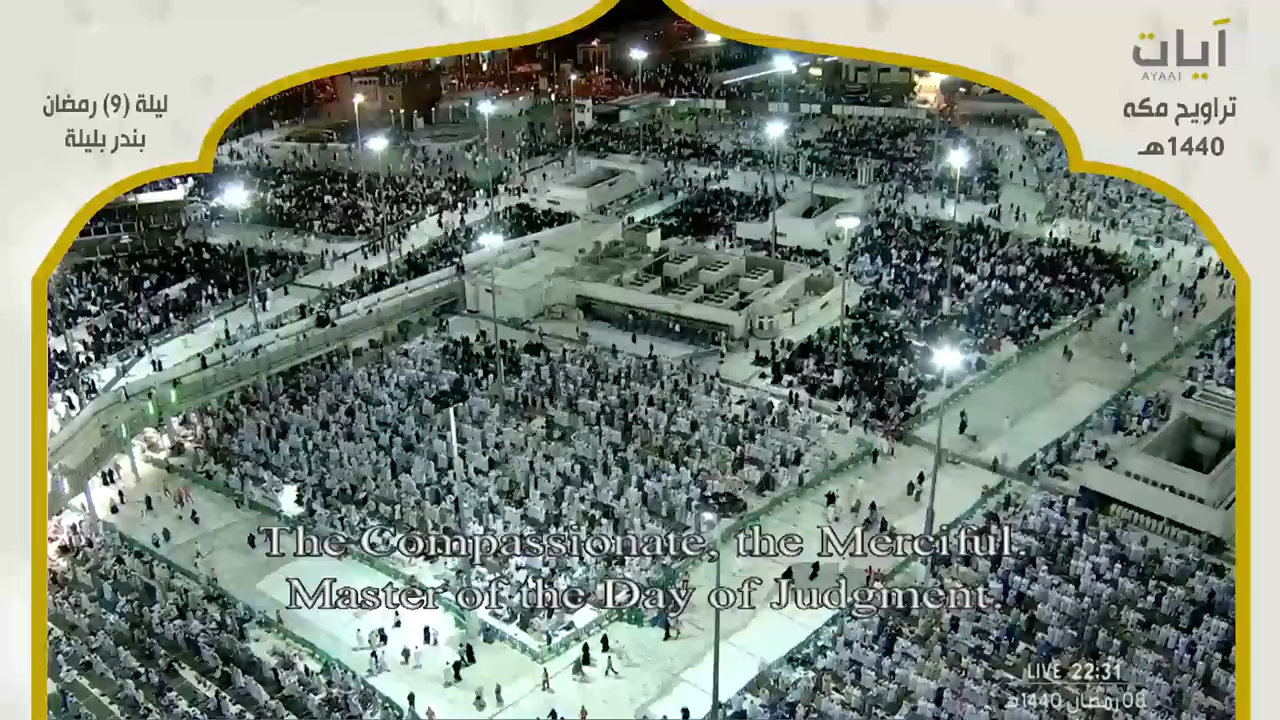 آيات
AYAAT
تراويح مكه
1440هـ
ليلة (9) رمضان
بندر بليلة
The Compassionate, the Merciful.
Master of the Day of Judgment.
LIVE 22:31
08 رمضان 1440هـ